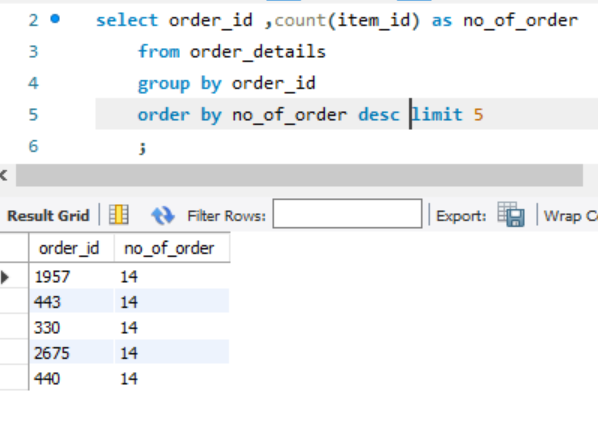 2 select order_id ,count(item_id) as no_of_order
3 from order_details
4 group by order_id
5 order by no_of_order desc limit 5
6 ;
Result Grid Filter Rows: Export: Wrap C
order_id no_of_order
1957 14
443 14
330 14
2675 14
440 14